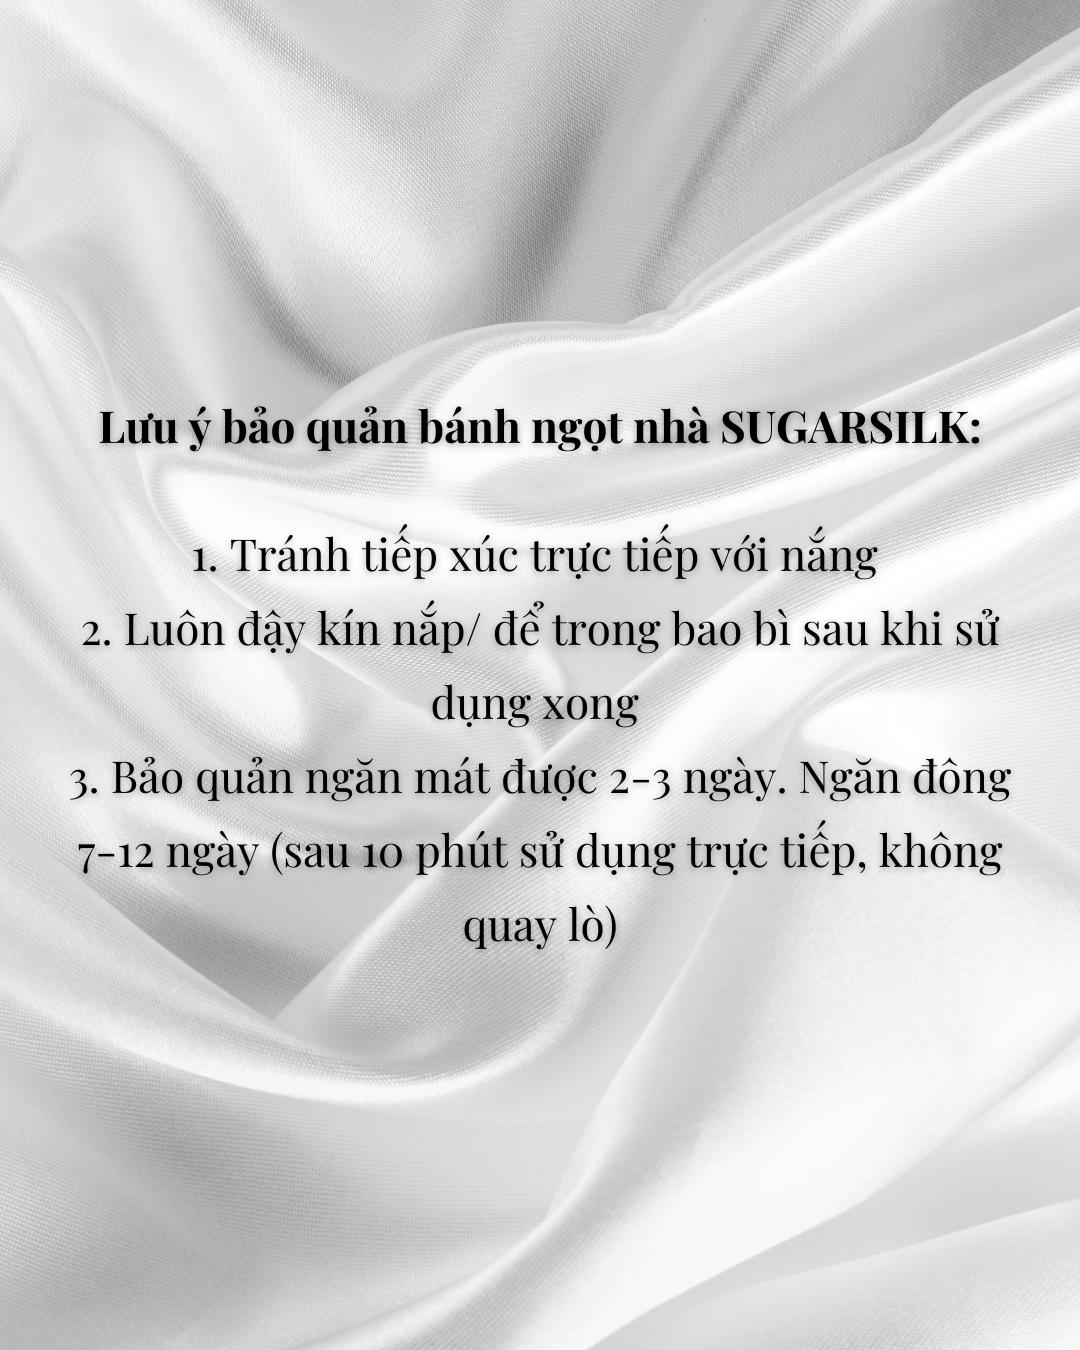 Lưu ý bảo quản bánh ngọt nhà SUGARSILK:
1. Tránh tiếp xúc trực tiếp với nắng
2. Luôn đậy kín nắp/ để trong bao bì sau khi sử
dụng xong
3. Bảo quản ngăn mát được 2-3 ngày. Ngăn đông
7-12 ngày (sau 10 phút sử dụng trực tiếp, không
quay lò)